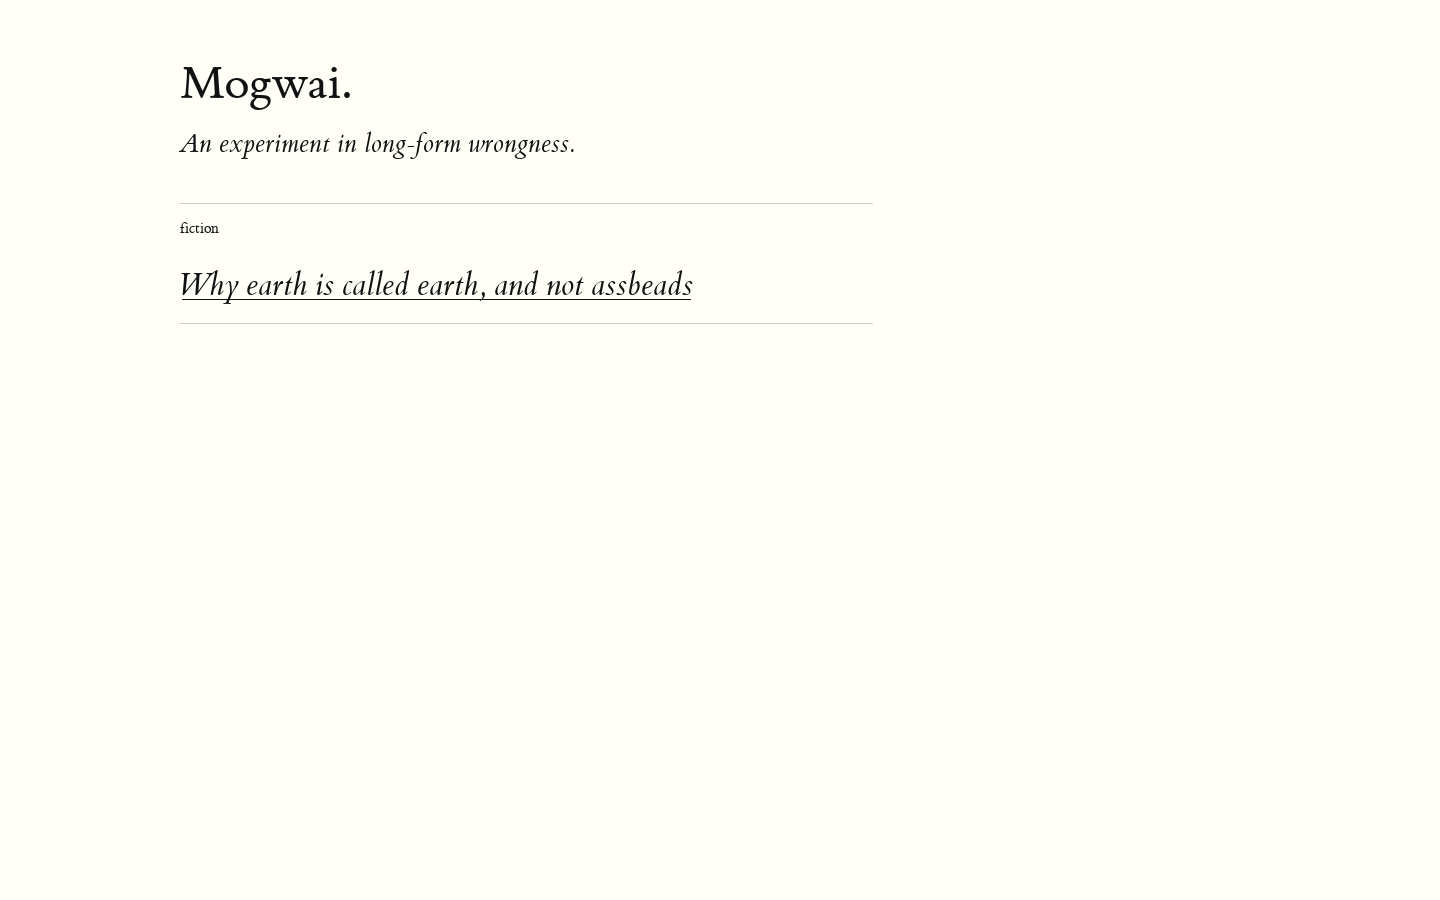 Mogwai.
An experiment in long-form wrongness.
fiction
Why earth is called earth, and not assbeads